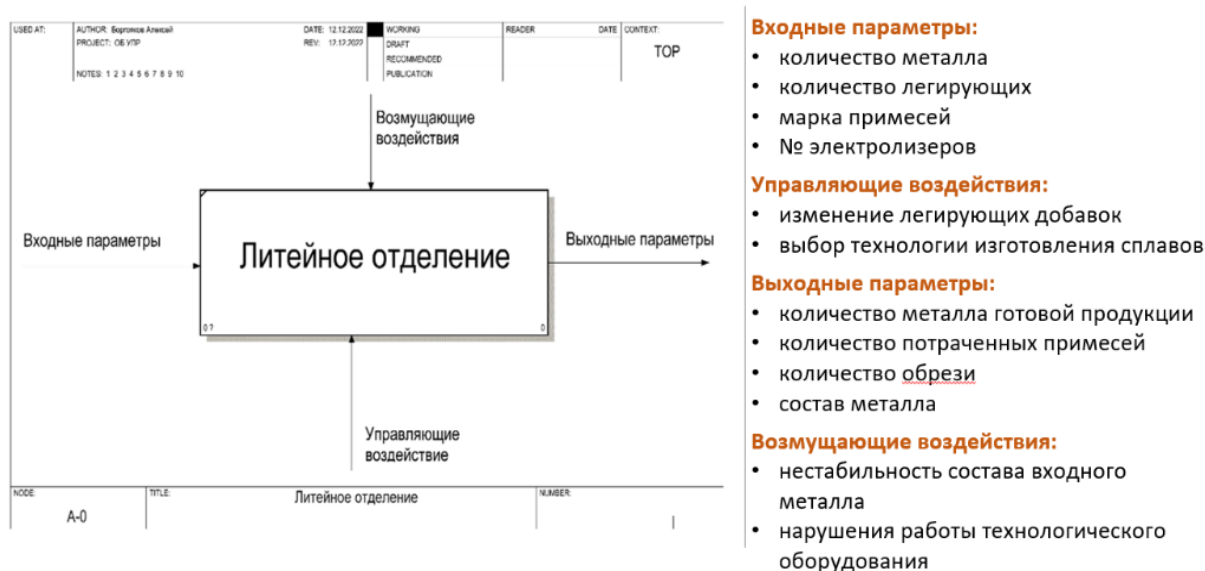 USED AT:
AUTHOR: Борголков Алексей
DATE: 12.12.2022
WORKING
READER
DATE
CONTEXT:
PROJECT: ОБ УПР
REV: 12.12.2022
DRAFT
TOP
RECOMMENDED
NOTES: 1 2 3 4 5 6 7 8 9 10
PUBLICATION
Возмущающие
воздействия
Входные параметры
Литейное отделение
Выходные параметры
0 ?
0
Управляющие
воздействие
NODE:
TITLE:
Литейное отделение
NUMBER:
A-0
Входные параметры:
• количество металла
• количество легирующих
• марка примесей
• № электролизеров
Управляющие воздействия:
• изменение легирующих добавок
• выбор технологии изготовления сплавов
Выходные параметры:
• количество металла готовой продукции
• количество потраченных примесей
• количество обрези
• состав металла
Возмущающие воздействия:
• нестабильность состава входного
металла
• нарушения работы технологического
оборудования